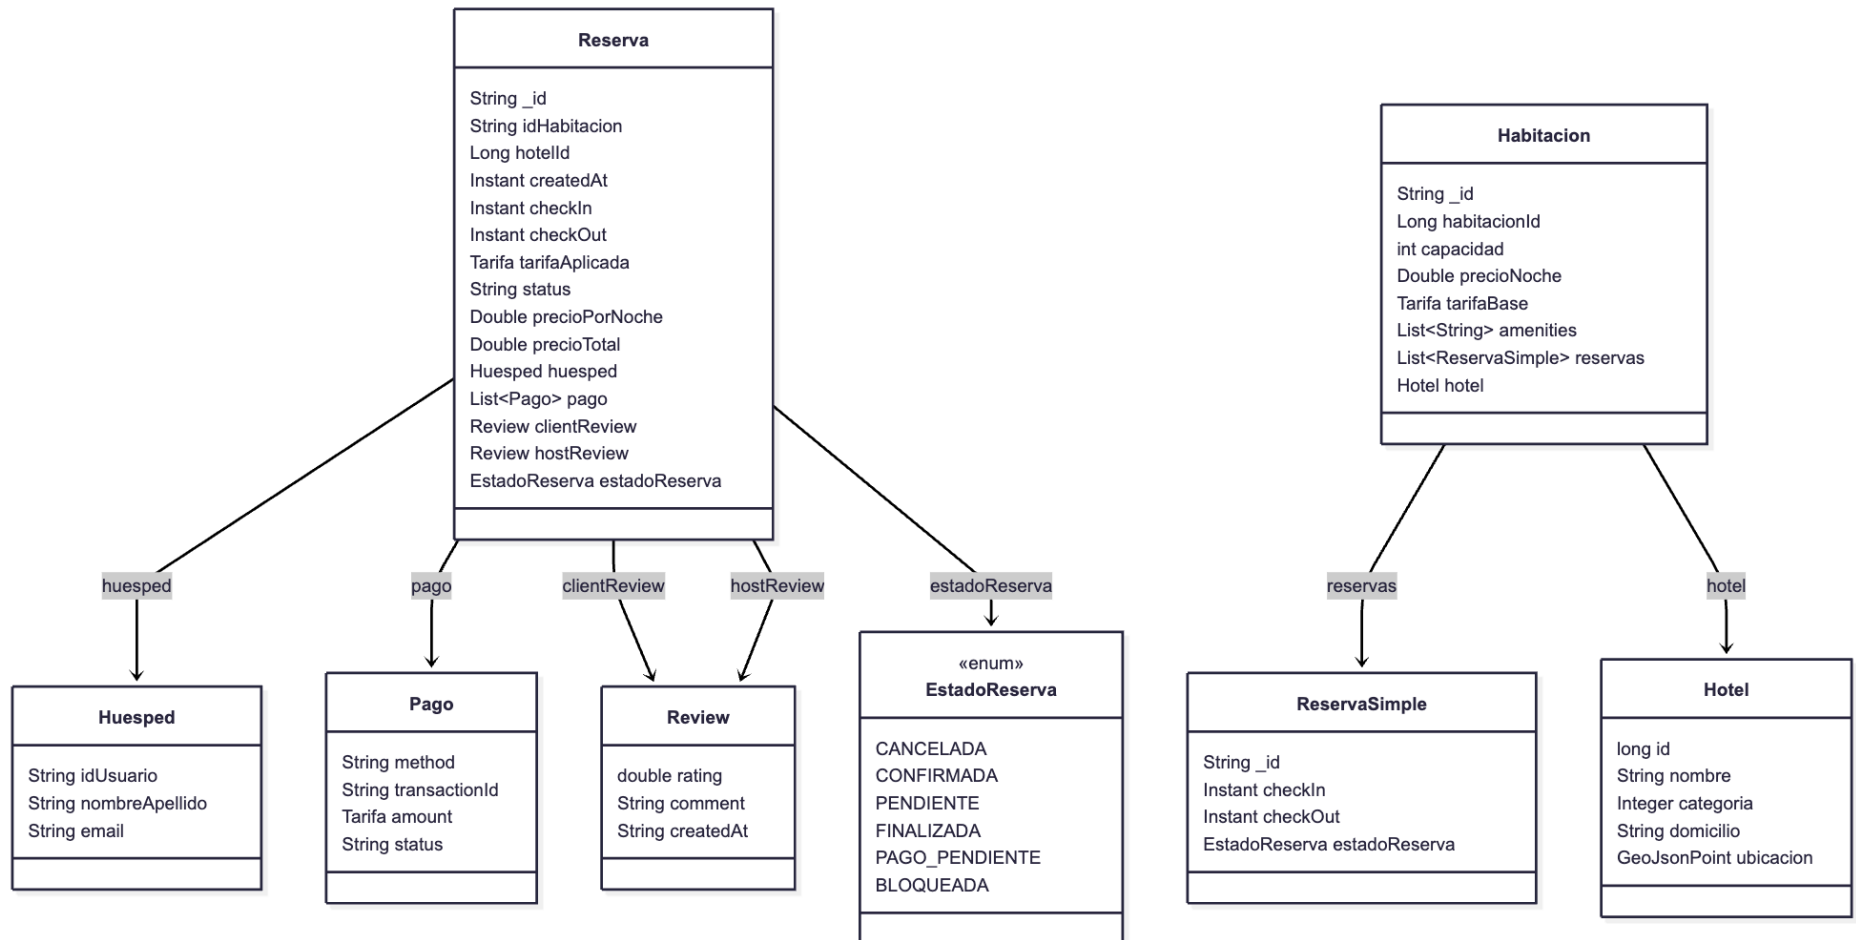 Reserva
String _id
String idHabitacion
Long hotelId
Instant createdAt
Instant checkIn
Instant checkOut
Tarifa tarifaAplicada
String status
Double precioPorNoche
Double precioTotal
Huesped huesped
List<Pago> pago
Review clientReview
Review hostReview
EstadoReserva estadoReserva
Habitacion
String _id
Long habitacionId
int capacidad
Double precioNoche
Tarifa tarifaBase
List<String> amenities
List<ReservaSimple> reservas
Hotel hotel
huesped
pago
clientReview
hostReview
estadoReserva
reservas
hotel
Huesped
String idUsuario
String nombreApellido
String email
Pago
String method
String transactionId
Tarifa amount
String status
Review
double rating
String comment
String createdAt
«enum»
EstadoReserva
CANCELADA
CONFIRMADA
PENDIENTE
FINALIZADA
PAGO_PENDIENTE
BLOQUEADA
ReservaSimple
String _id
Instant checkIn
Instant checkOut
EstadoReserva estadoReserva
Hotel
long id
String nombre
Integer categoria
String domicilio
GeoJsonPoint ubicacion